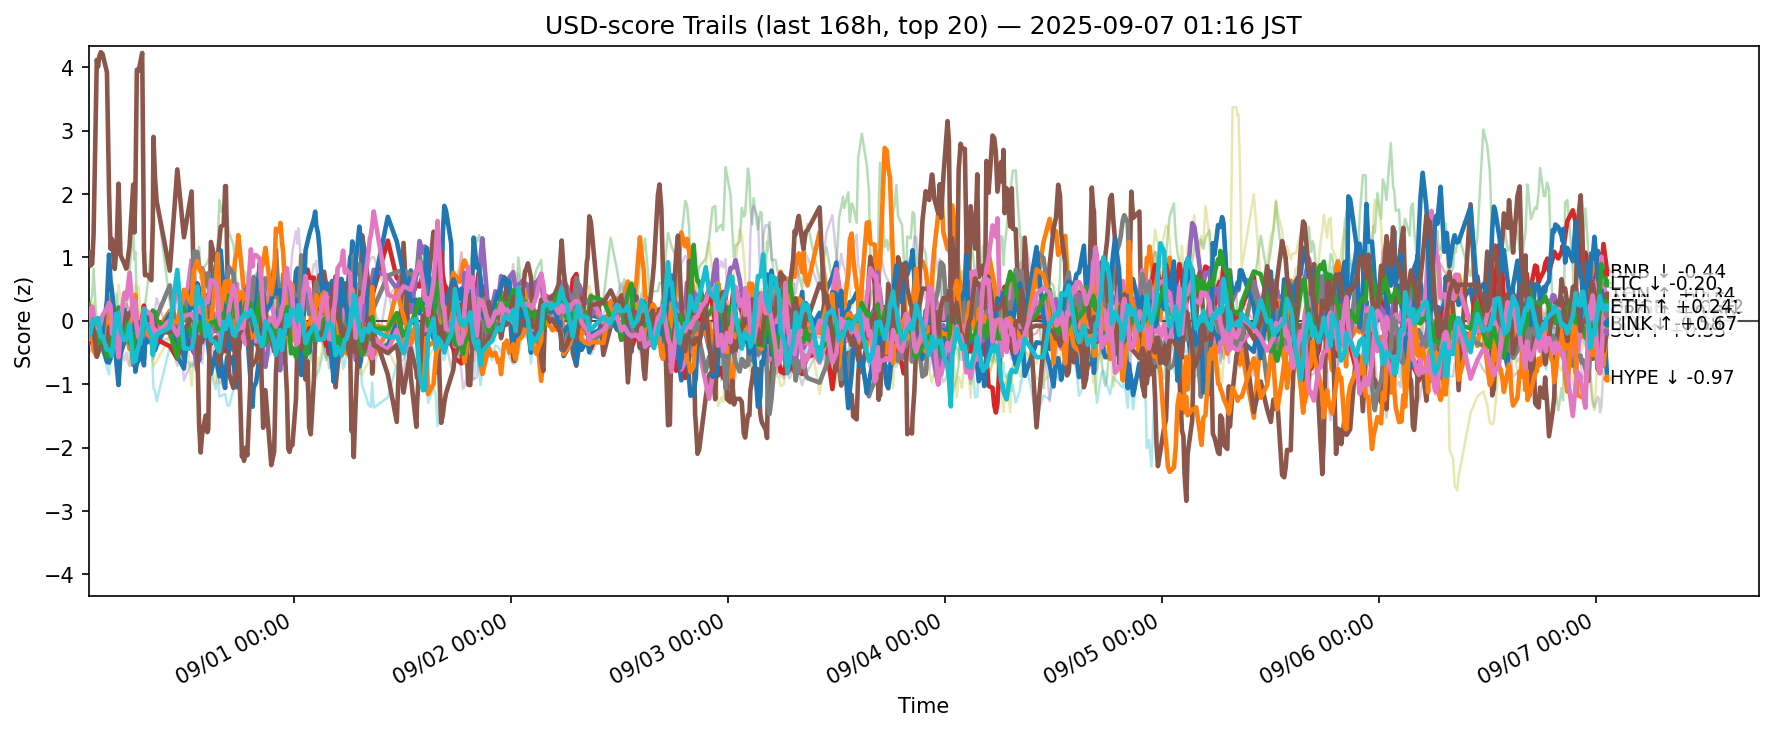 USD-score Trails (last 168h, top 20) — 2025-09-07 01:16 JST
Score (z)
4
3
2
1
0
−1
−2
−3
−4
BNB ↓ -0.44
LTC ↓ -0.20
ETH ↑ +0.24
LINK ↑ +0.67
HYPE ↓ -0.97
09/01 00:00
09/02 00:00
09/03 00:00
09/04 00:00
09/05 00:00
09/06 00:00
09/07 00:00
Time